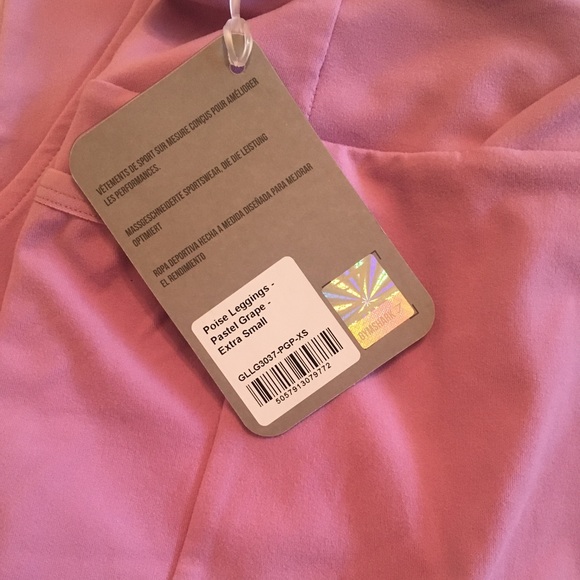 VÊTEMENTS DE SPORT SUR MESURE CONÇUS POUR AMÉLIORER
LES PERFORMANCES.
MASSGESCHNEIDERTE SPORTSWEAR, DIE DIE LEISTUNG
OPTIMIERT
ROPA DEPORTIVA HECHA A MEDIDA DISEÑADA PARA MEJORAR
EL RENDIMIENTO
Poise Leggings -
Pastel Grape -
Extra Small
GLLG3037-PGP-XS
5057913079772
GYMSHARK